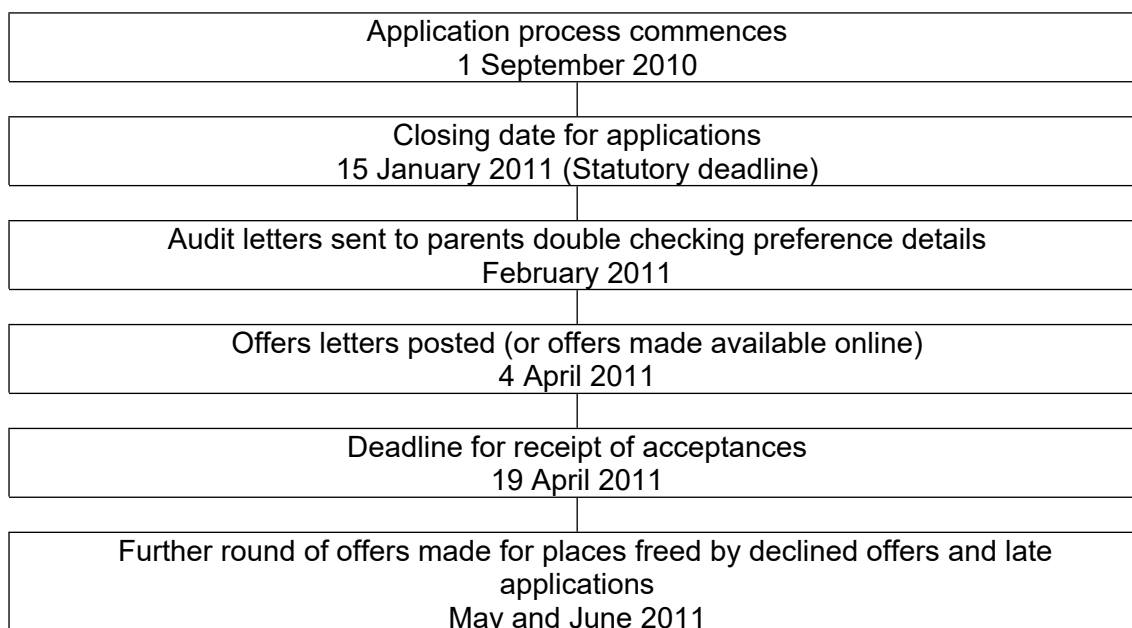 Application process commences
1 September 2010
Closing date for applications
15 January 2011 (Statutory deadline)
Audit letters sent to parents double checking preference details
February 2011
Offers letters posted (or offers made available online)
4 April 2011
Deadline for receipt of acceptances
19 April 2011
Further round of offers made for places freed by declined offers and late
applications
May and June 2011